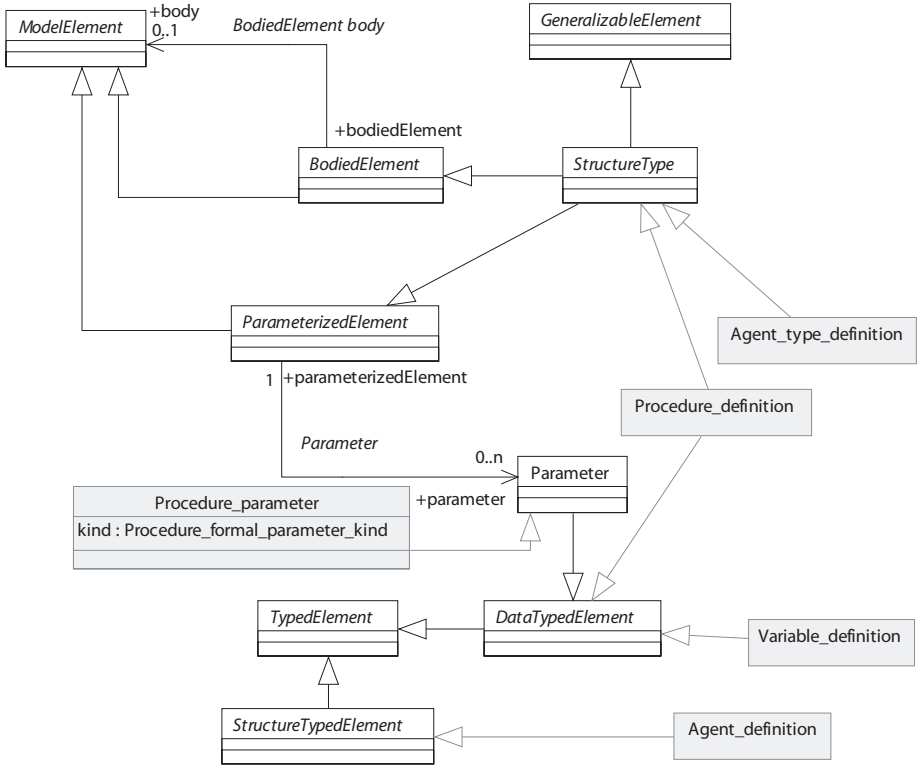 ModelElement
+body
0..1
BodiedElement body
GeneralizableElement
+bodiedElement
BodiedElement
StructureType
ParameterizedElement
Agent_type_definition
1
+parameterizedElement
Procedure_definition
Parameter
0..n
Parameter
+parameter
Procedure_parameter
kind : Procedure_formal_parameter_kind
TypedElement
DataTypedElement
Variable_definition
StructureTypedElement
Agent_definition